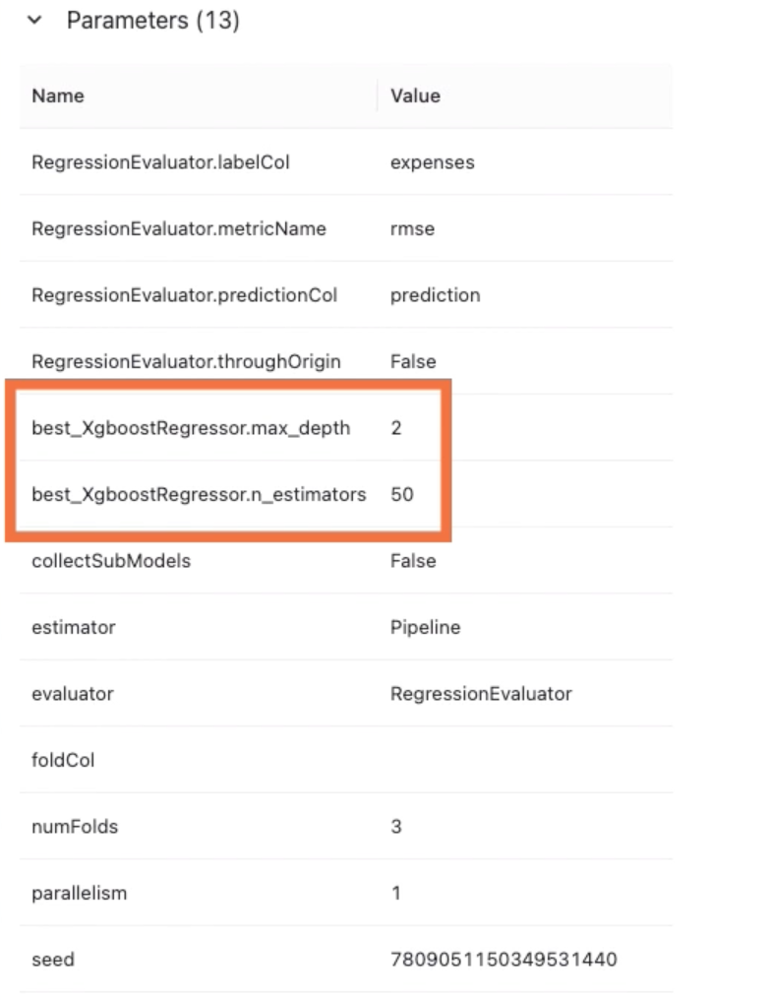 Parameters (13)
Name Value
RegressionEvaluator.labelCol expenses
RegressionEvaluator.metricName rmse
RegressionEvaluator.predictionCol prediction
RegressionEvaluator.throughOrigin False
best_XgboostRegressor.max_depth 2
best_XgboostRegressor.n_estimators 50
collectSubModels False
estimator Pipeline
evaluator RegressionEvaluator
foldCol
numFolds 3
parallelism 1
seed 7809051150349531440